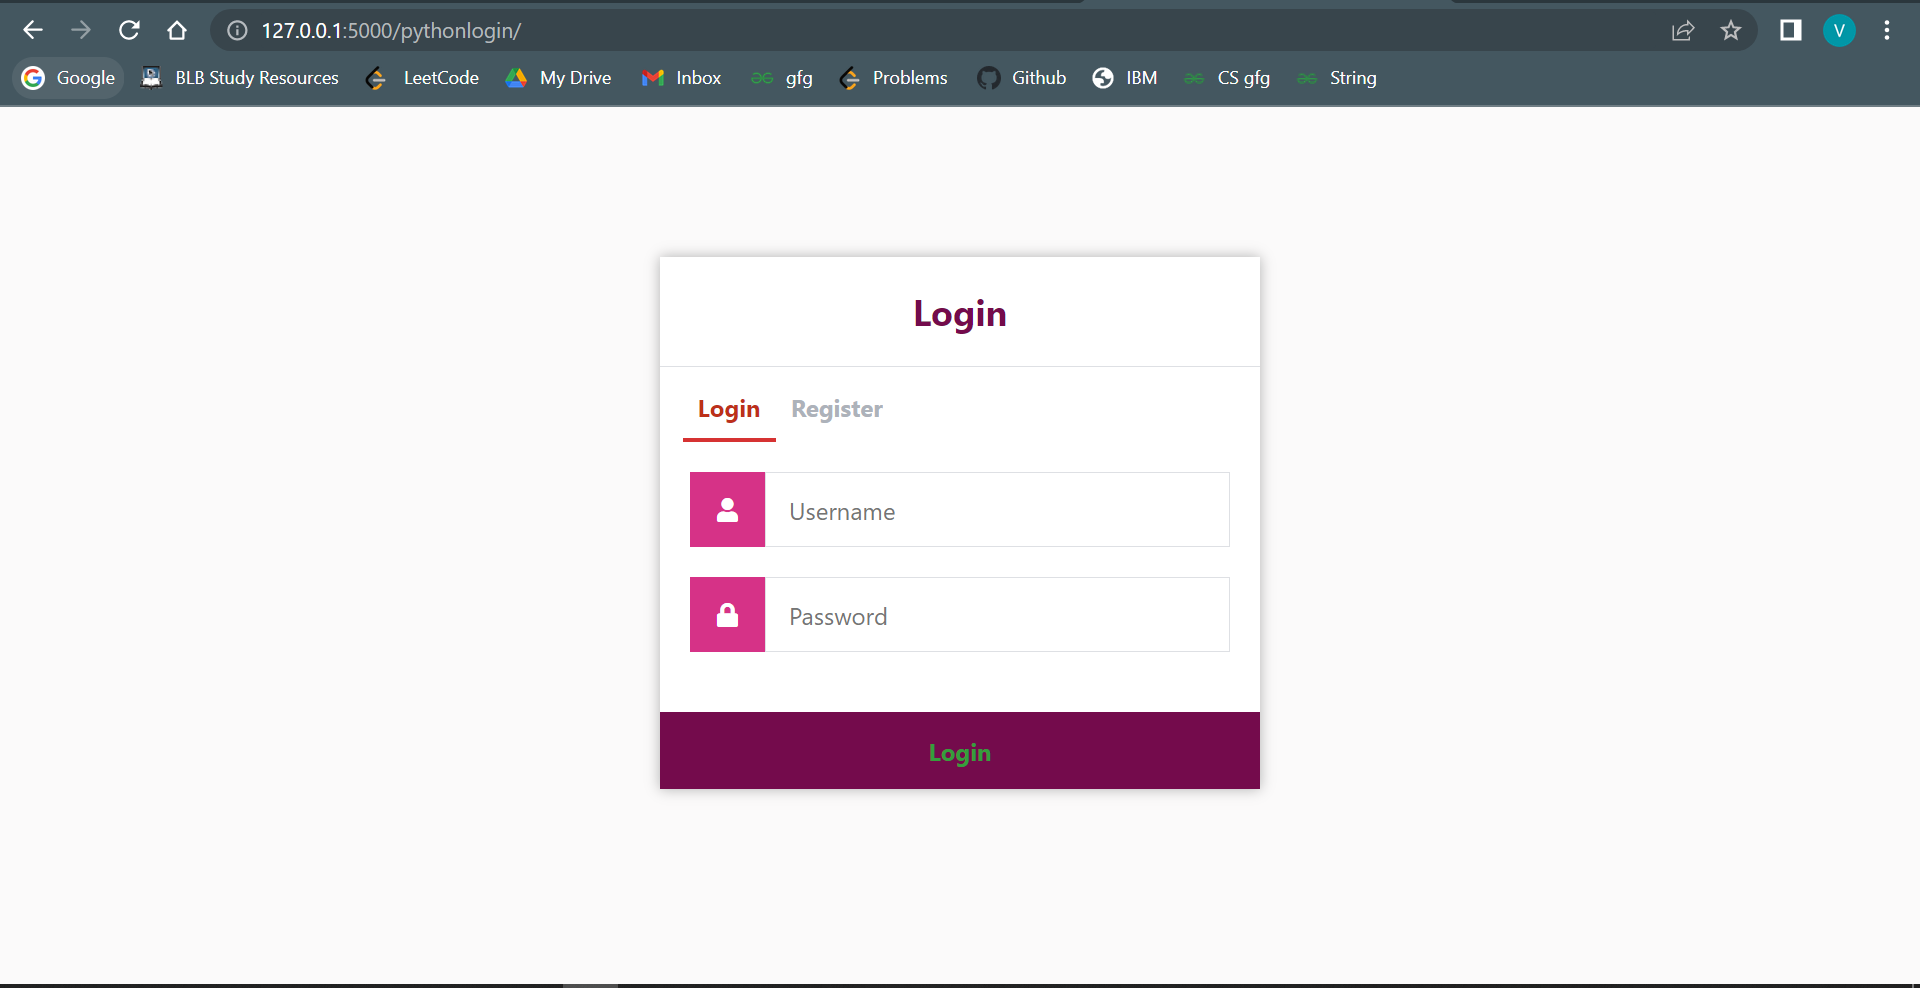 127.0.0.1:5000/pythonlogin/
V
Google BLB Study Resources LeetCode My Drive Inbox gfg Problems Github IBM CS gfg String
Login
Login Register
Username
Password
Login